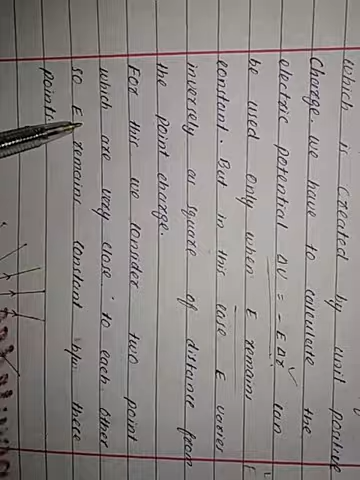 which is created by unit positive
charge. we have to calculate the
electric potential ΔV = -EΔr can
be used only when E remains
constant. But in this case E varies
inversely as square of distance from
the point charge.
For this we consider two point
which are very close to each other
so E remains constant b/w these
points